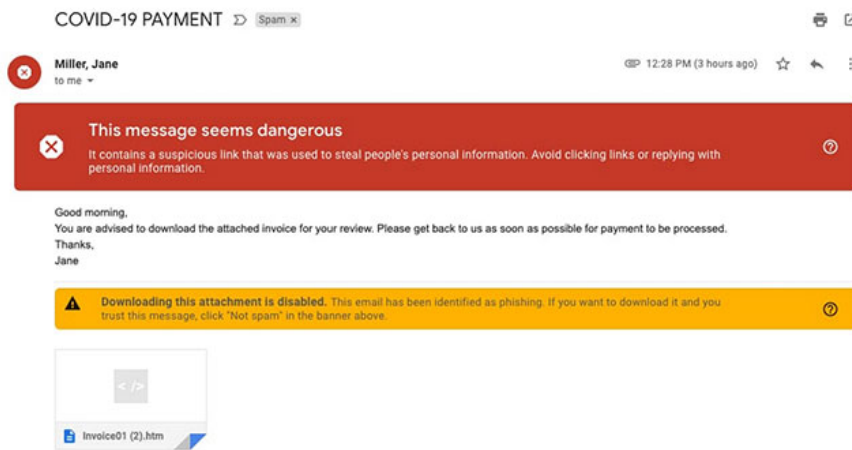 COVID-19 PAYMENT Spam x
Miller, Jane 12:28 PM (3 hours ago)
to me
This message seems dangerous
It contains a suspicious link that was used to steal people's personal information. Avoid clicking links or replying with
personal information.
Good morning,
You are advised to download the attached invoice for your review. Please get back to us as soon as possible for payment to be processed.
Thanks,
Jane
Downloading this attachment is disabled. This email has been identified as phishing. If you want to download it and you
trust this message, click "Not spam" in the banner above.
</>
Invoice01 (2).htm